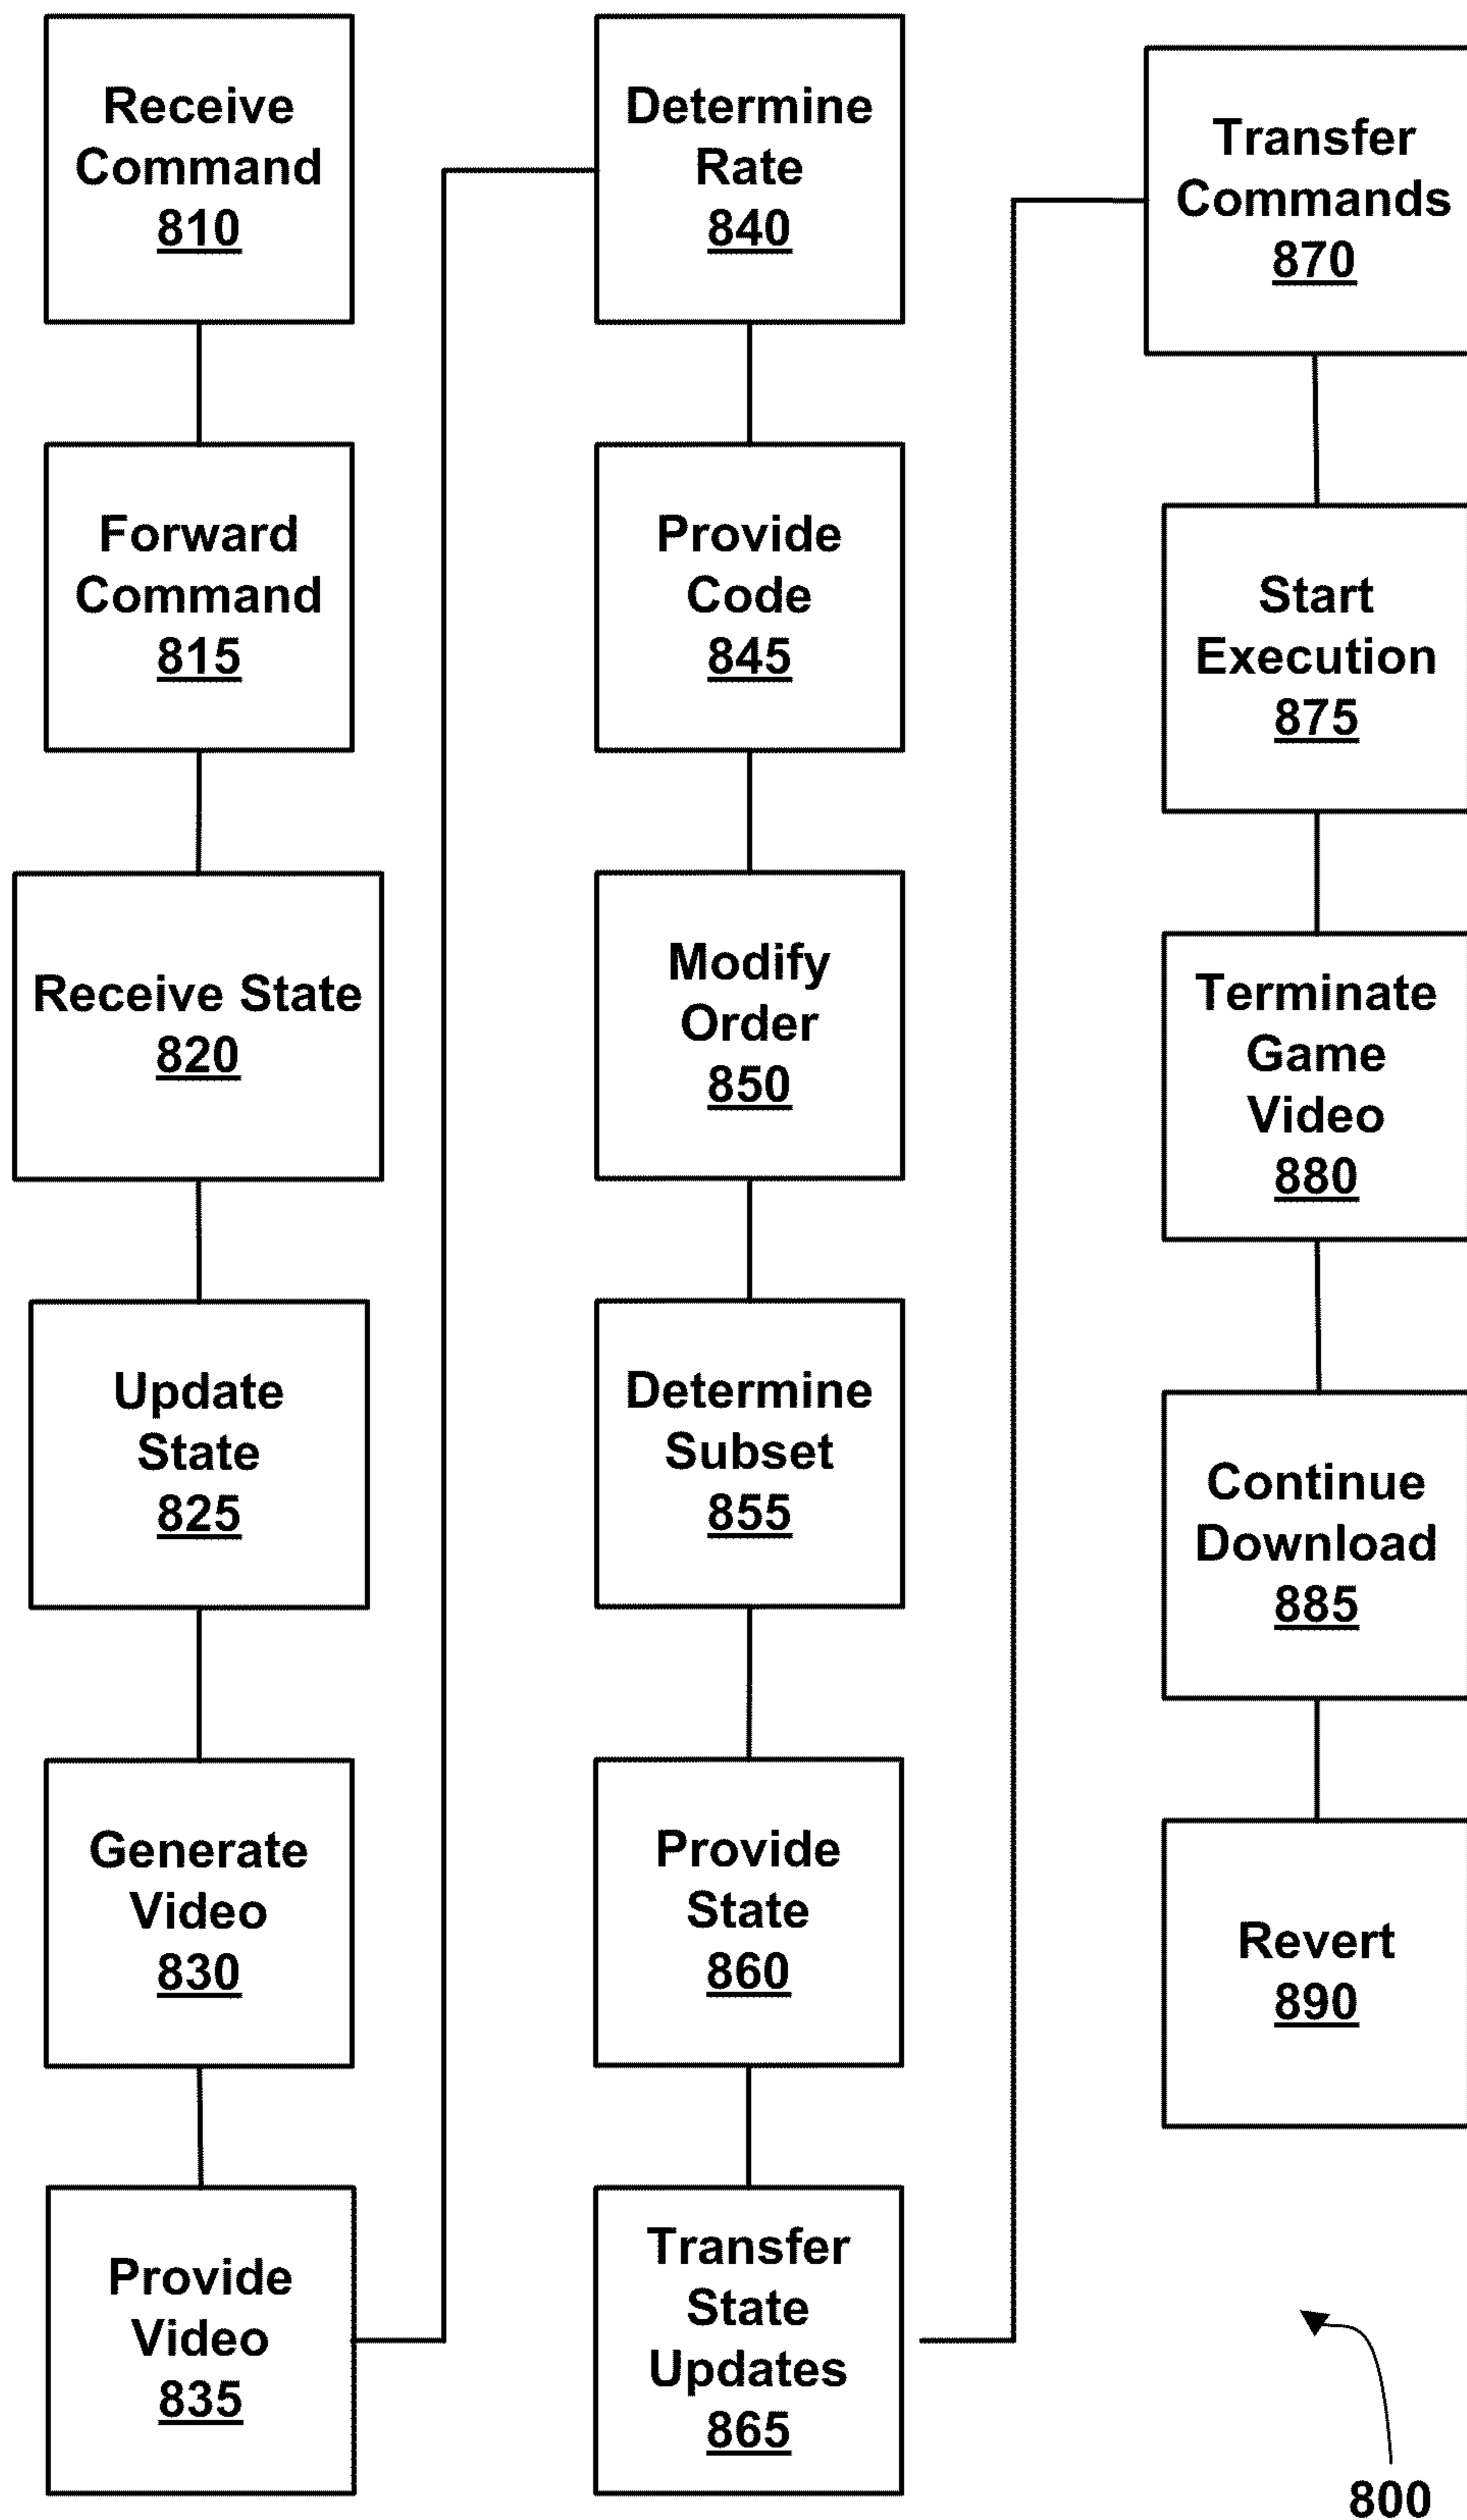 Receive
Command
810
Forward
Command
815
Receive State
820
Update
State
825
Generate
Video
830
Provide
Video
835
Determine
Rate
840
Provide
Code
845
Modify
Order
850
Determine
Subset
855
Provide
State
860
Transfer
State
Updates
865
Transfer
Commands
870
Start
Execution
875
Terminate
Game
Video
880
Continue
Download
885
Revert
890
800